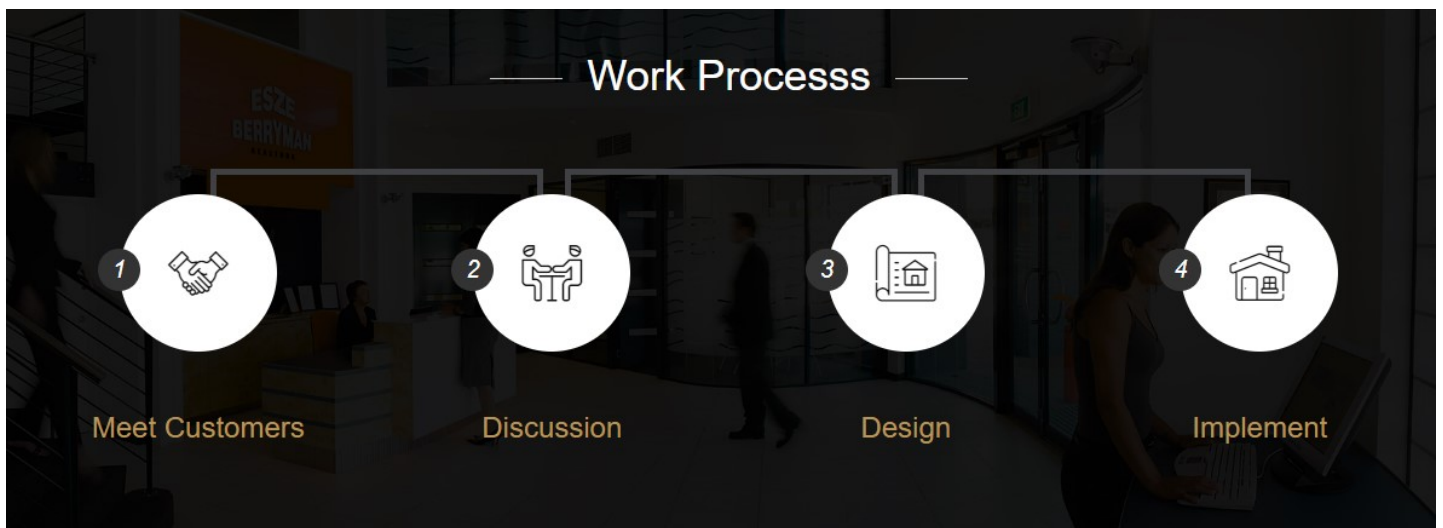 Work Processs
ESZE
BERRYMAN
1
2
3
4
Meet Customers
Discussion
Design
Implement